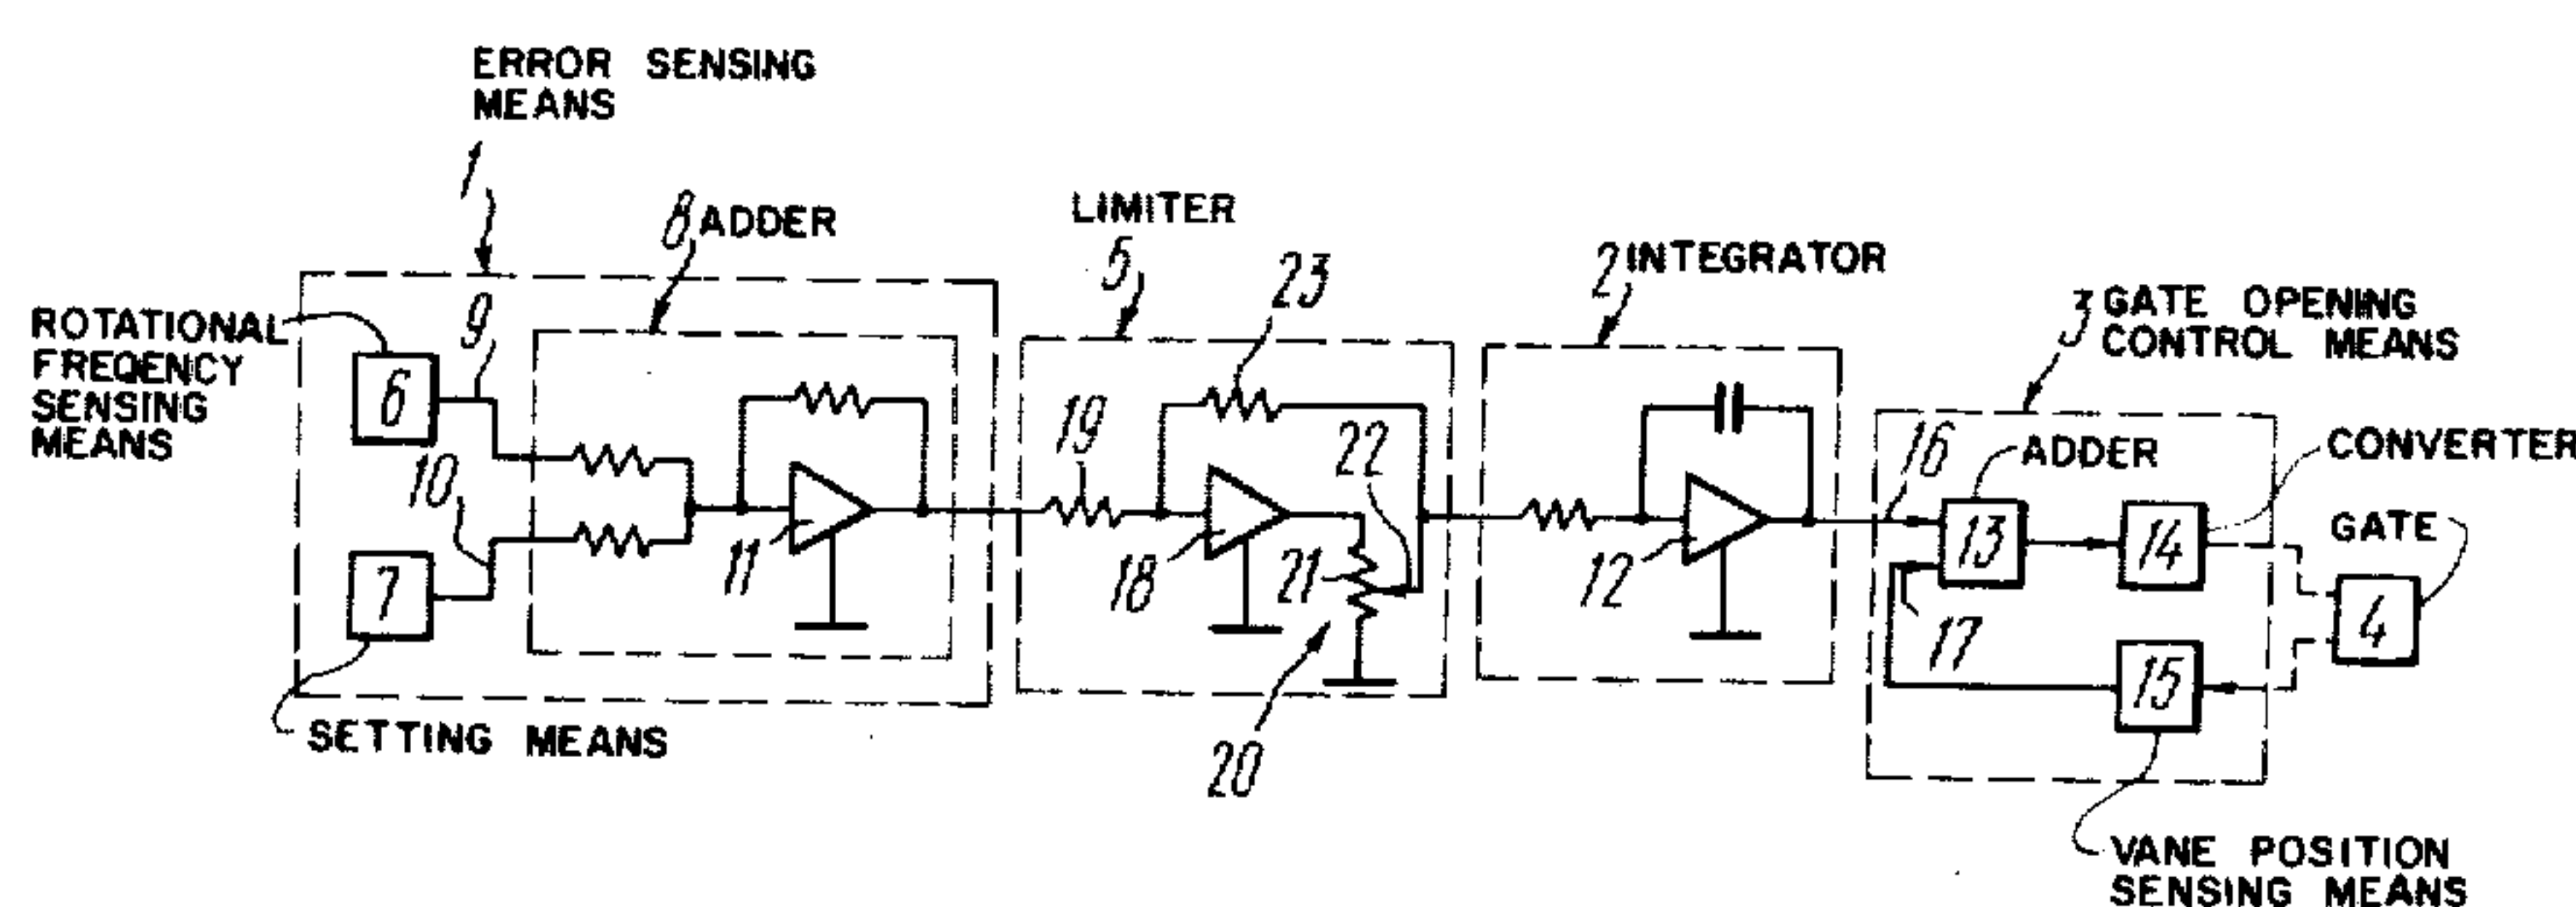 ERROR SENSING
MEANS
1
8 ADDER
LIMITER
5
23
2 INTEGRATOR
3 GATE OPENING
CONTROL MEANS
ROTATIONAL
FREQENCY
SENSING
MEANS
6
9
10
7
11
19
18
22
21
20
12
16
ADDER
CONVERTER
13
14
GATE
4
17
15
SETTING MEANS
VANE POSITION
SENSING MEANS